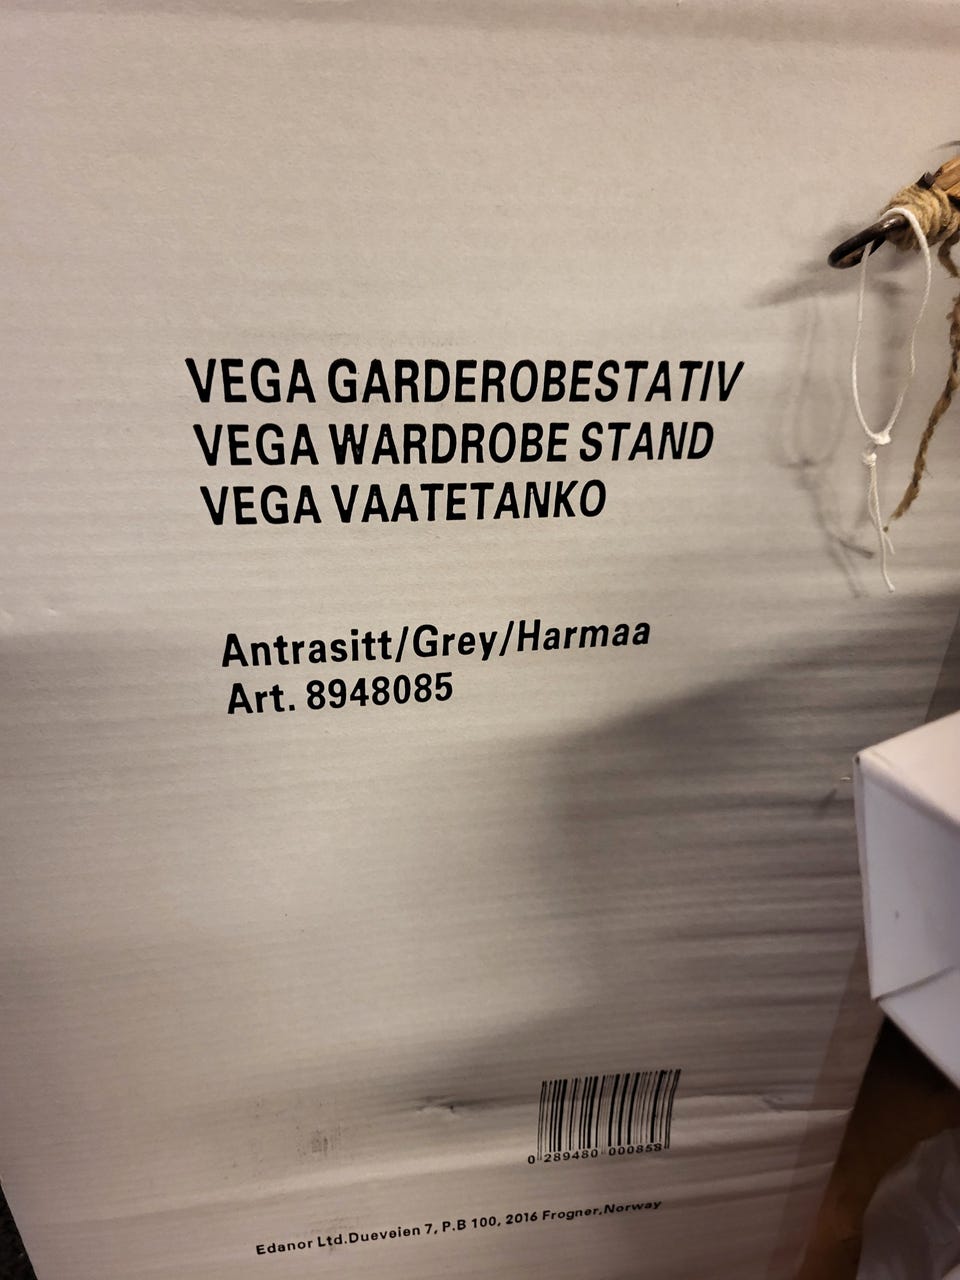 VEGA GARDEROBESTATIV
VEGA WARDROBE STAND
VEGA VAATETANKO
Antrasitt/Grey/Harmaa
Art. 8948085
0 289480 000858
Edanor Ltd.Dueveien 7, P.B 100, 2016 Frogner,Norway